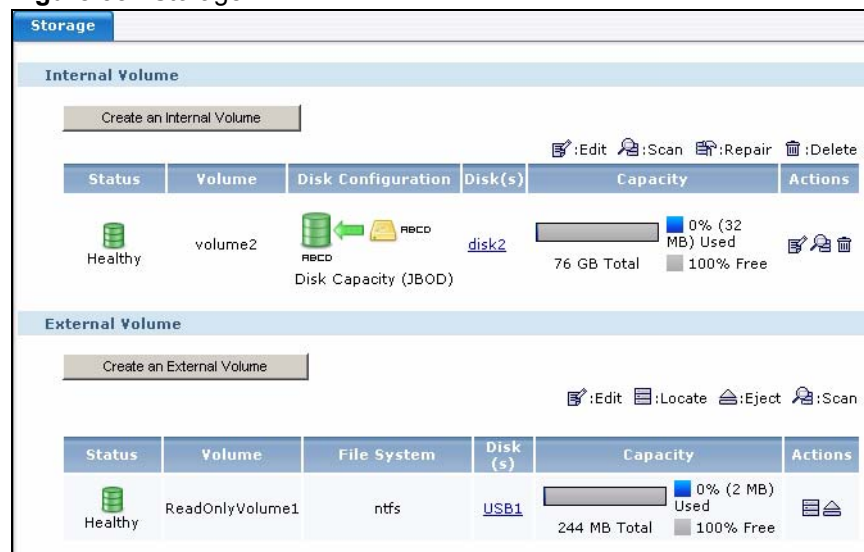 Storage
Internal Volume
Create an Internal Volume
:Edit :Scan :Repair :Delete
Status Volume Disk Configuration Disk(s) Capacity Actions
Healthy
volume2
ABCD
ABCD
Disk Capacity (JBOD)
disk2
76 GB Total
0% (32
MB) Used
100% Free
External Volume
Create an External Volume
:Edit :Locate :Eject :Scan
Status Volume File System Disk
(s) Capacity Actions
Healthy
ReadOnlyVolume1
ntfs
USB1
244 MB Total
0% (2 MB)
Used
100% Free